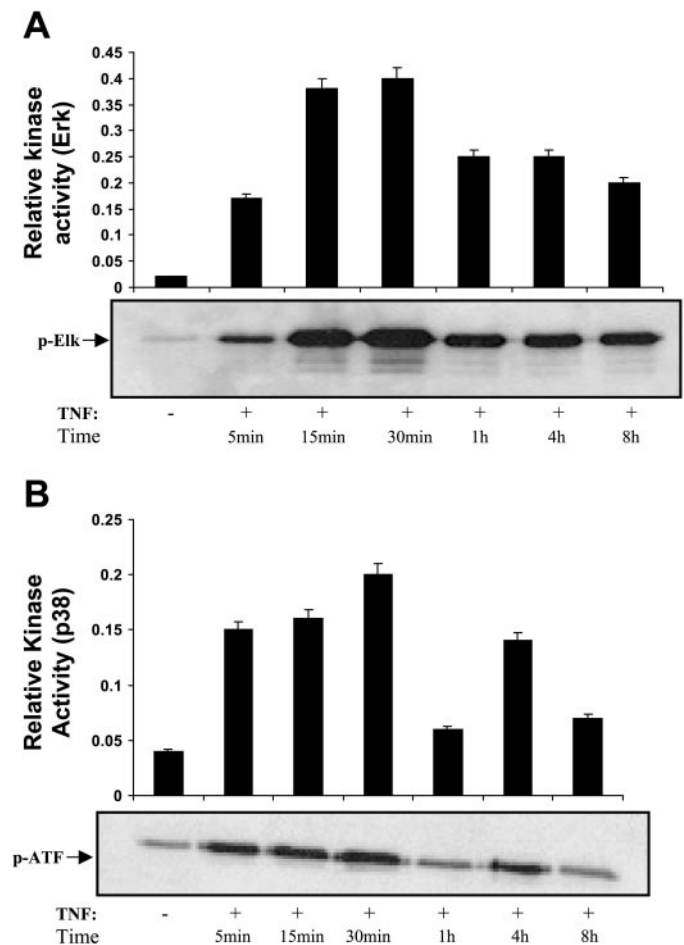 A
Relative kinase
activity (Erk)
0.45
0.4
0.35
0.3
0.25
0.2
0.15
0.1
0.05
0
p-Elk
TNF: - + + + + + +
Time 5min 15min 30min 1h 4h 8h
B
Relative Kinase
Activity (p38)
0.25
0.2
0.15
0.1
0.05
0
p-ATF
TNF: - + + + + + +
Time 5min 15min 30min 1h 4h 8h